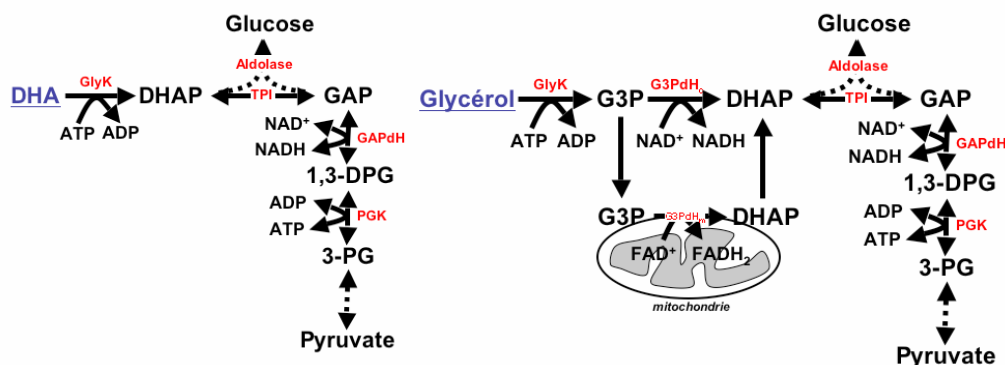 Glucose
Aldolase
DHA
GlyK
DHAP
TPI
GAP
ATP
ADP
NAD⁺
NADH
GAPdH
1,3-DPG
ADP
ATP
PGK
3-PG
Pyruvate
Glucose
Aldolase
Glycérol
GlyK
G3P
G3PdH_c
DHAP
TPI
GAP
ATP
ADP
NAD⁺
NADH
NAD⁺
NADH
GAPdH
1,3-DPG
G3P
G3PdH_m
DHAP
FAD⁺
FADH₂
mitochondrie
ADP
ATP
PGK
3-PG
Pyruvate